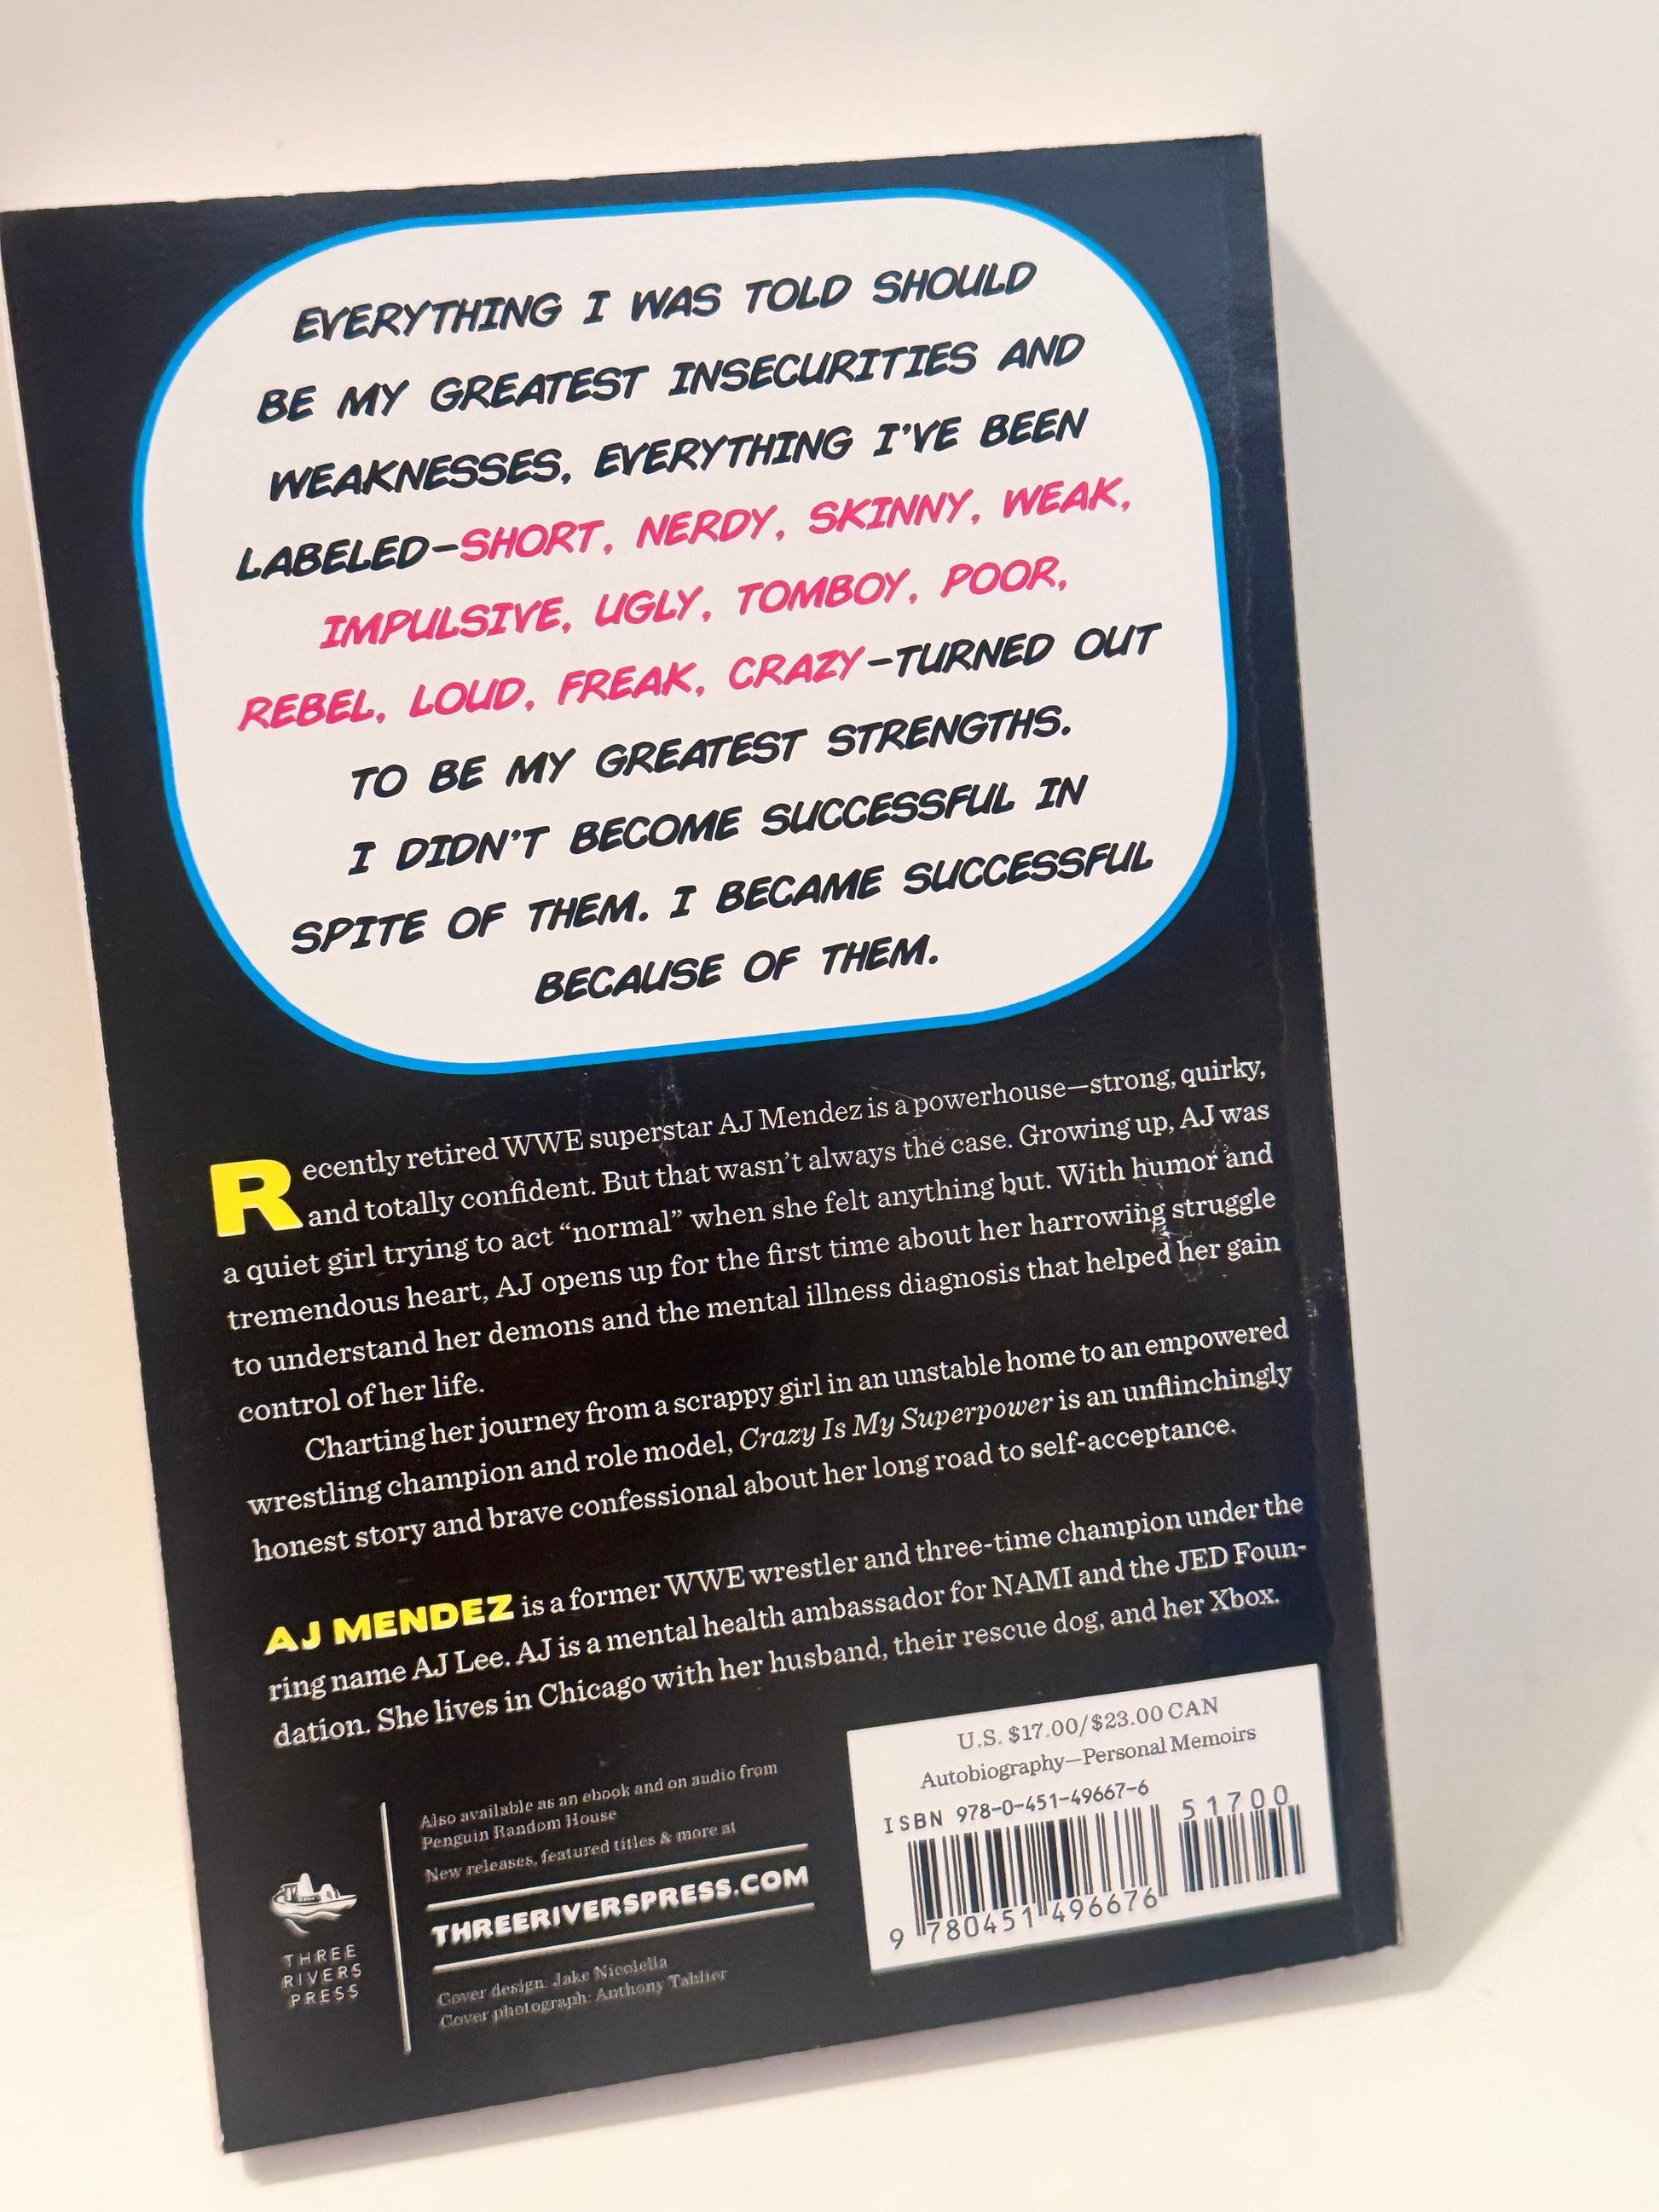 EVERYTHING I WAS TOLD SHOULD
BE MY GREATEST INSECURITIES AND
WEAKNESSES, EVERYTHING I'VE BEEN
LABELED–SHORT, NERDY, SKINNY, WEAK,
IMPULSIVE, UGLY, TOMBOY, POOR,
REBEL, LOUD, FREAK, CRAZY–TURNED OUT
TO BE MY GREATEST STRENGTHS.
I DIDN'T BECOME SUCCESSFUL IN
SPITE OF THEM. I BECAME SUCCESSFUL
BECAUSE OF THEM.
Recently retired WWE superstar AJ Mendez is a powerhouse—strong, quirky,
and totally confident. But that wasn't always the case. Growing up, AJ was
a quiet girl trying to act “normal” when she felt anything but. With humor and
tremendous heart, AJ opens up for the first time about her harrowing struggle
to understand her demons and the mental illness diagnosis that helped her gain
control of her life.
Charting her journey from a scrappy girl in an unstable home to an empowered
wrestling champion and role model, Crazy Is My Superpower is an unflinchingly
honest story and brave confessional about her long road to self-acceptance.
AJ MENDEZ is a former WWE wrestler and three-time champion under the
ring name AJ Lee. AJ is a mental health ambassador for NAMI and the JED Foun-
dation. She lives in Chicago with her husband, their rescue dog, and her Xbox.
THREE
RIVERS
PRESS
Also available as an ebook and on audio from
Penguin Random House
New releases, featured titles & more at
THREERIVERSPRESS.COM
Cover design: Jake Nicolella
Cover photograph: Anthony Tahlier
U.S. $17.00/$23.00 CAN
Autobiography—Personal Memoirs
ISBN 978-0-451-49667-6
51700
9 780451 496676